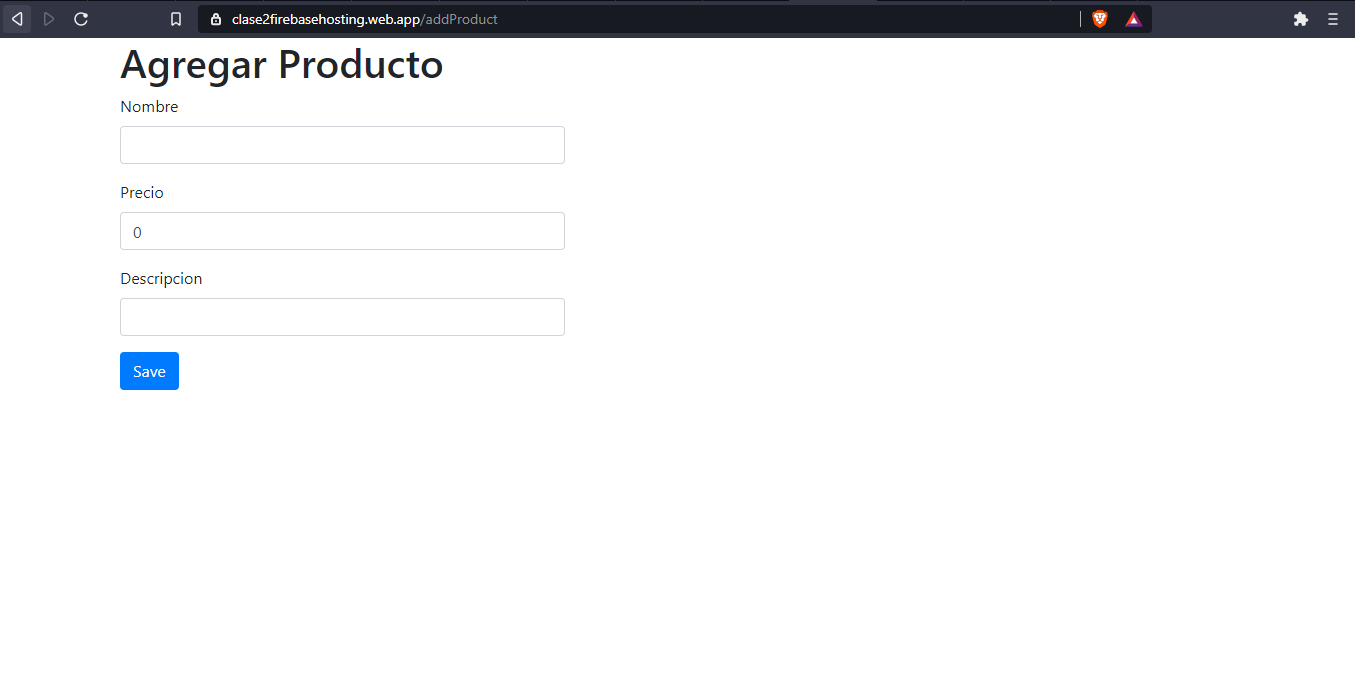 clase2firebasehosting.web.app/addProduct
Agregar Producto
Nombre
Precio
0
Descripcion
Save